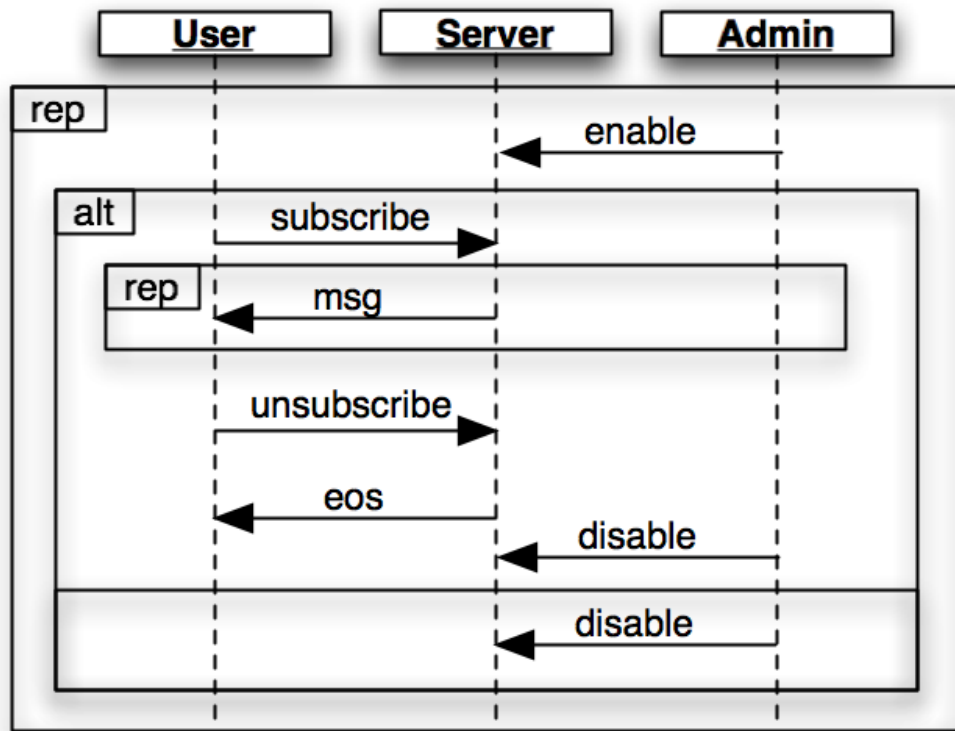 User Server Admin
rep
enable
alt
subscribe
rep
msg
unsubscribe
eos
disable
disable